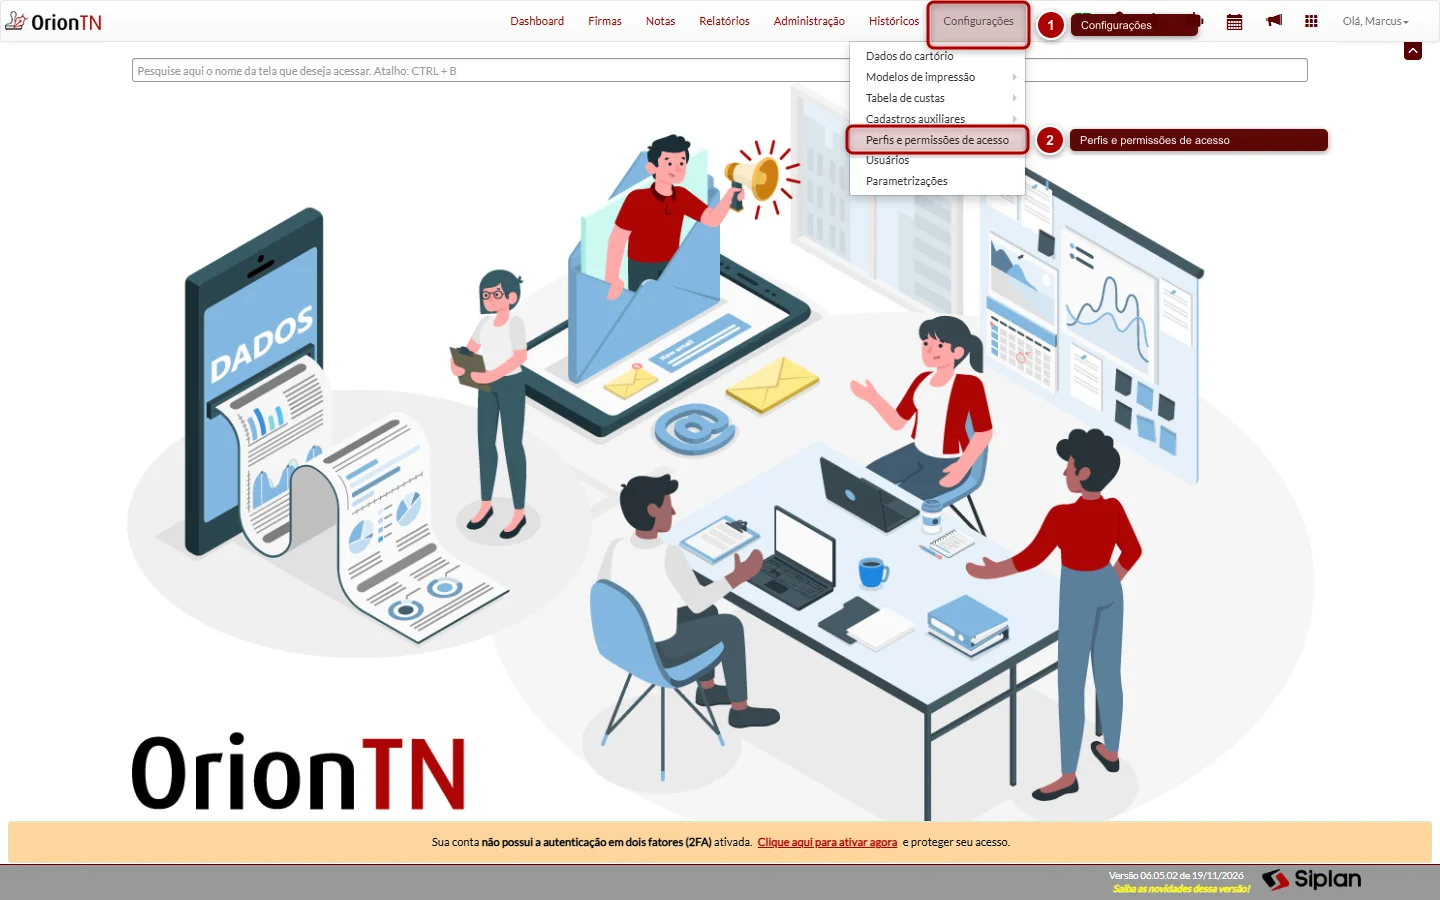 OrionTN
Dashboard
Firmas
Notas
Relatórios
Administração
Históricos
Configurações
1
Configurações
Olá, Marcus
Pesquise aqui o nome da tela que deseja acessar. Atalho: CTRL + B
Dados do cartório
Modelos de impressão
Tabela de custas
Cadastros auxiliares
Perfis e permissões de acesso
2
Perfis e permissões de acesso
Usuários
Parametrizações
DADOS
New email
@
OrionTN
Sua conta não possui a autenticação em dois fatores (2FA) ativada. Clique aqui para ativar agora e proteger seu acesso.
Versão 06.05.02 de 19/11/2026
Saiba as novidades dessa versão!
Siplan